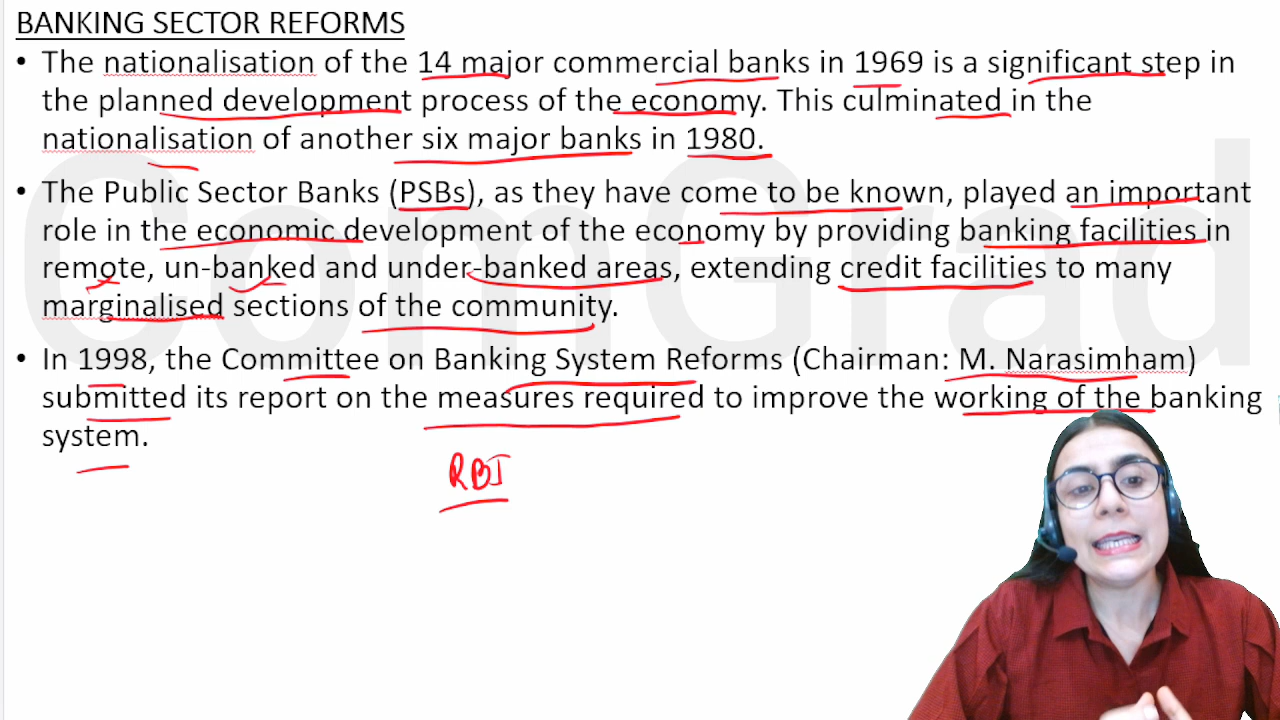 BANKING SECTOR REFORMS
• The nationalisation of the 14 major commercial banks in 1969 is a significant step in
the planned development process of the economy. This culminated in the
nationalisation of another six major banks in 1980.
• The Public Sector Banks (PSBs), as they have come to be known, played an important
role in the economic development of the economy by providing banking facilities in
remote, un-banked and under-banked areas, extending credit facilities to many
marginalised sections of the community.
• In 1998, the Committee on Banking System Reforms (Chairman: M. Narasimham)
submitted its report on the measures required to improve the working of the banking
system.
RBI
ComGrad